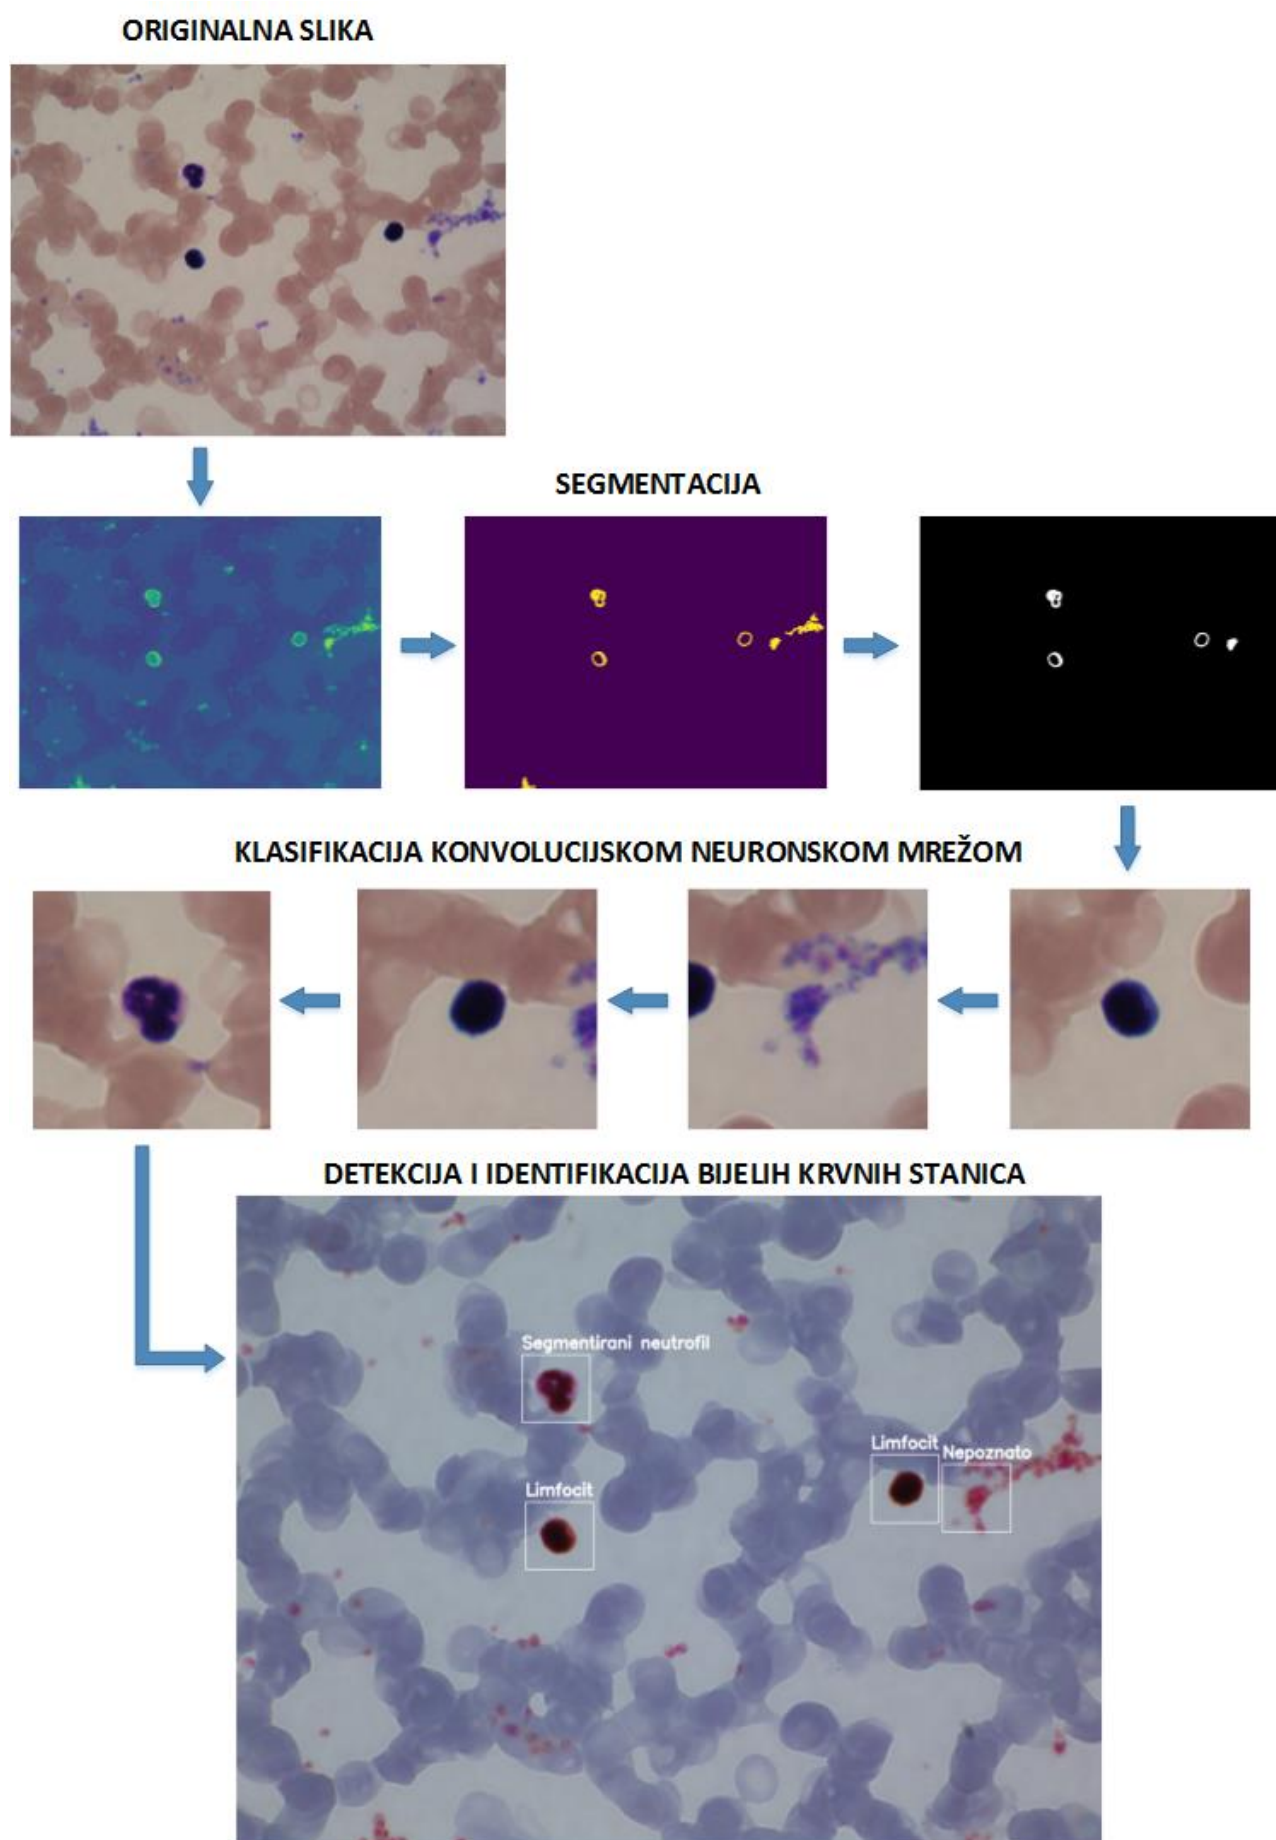 ORIGINALNA SLIKA
SEGMENTACIJA
KLASIFIKACIJA KONVOLUCIJSKOM NEURONSKOM MREŽOM
DETEKCIJA I IDENTIFIKACIJA BIJELIH KRVNIH STANICA
Segmentirani neutrofil
Limfocit
Nepoznato
Limfocit